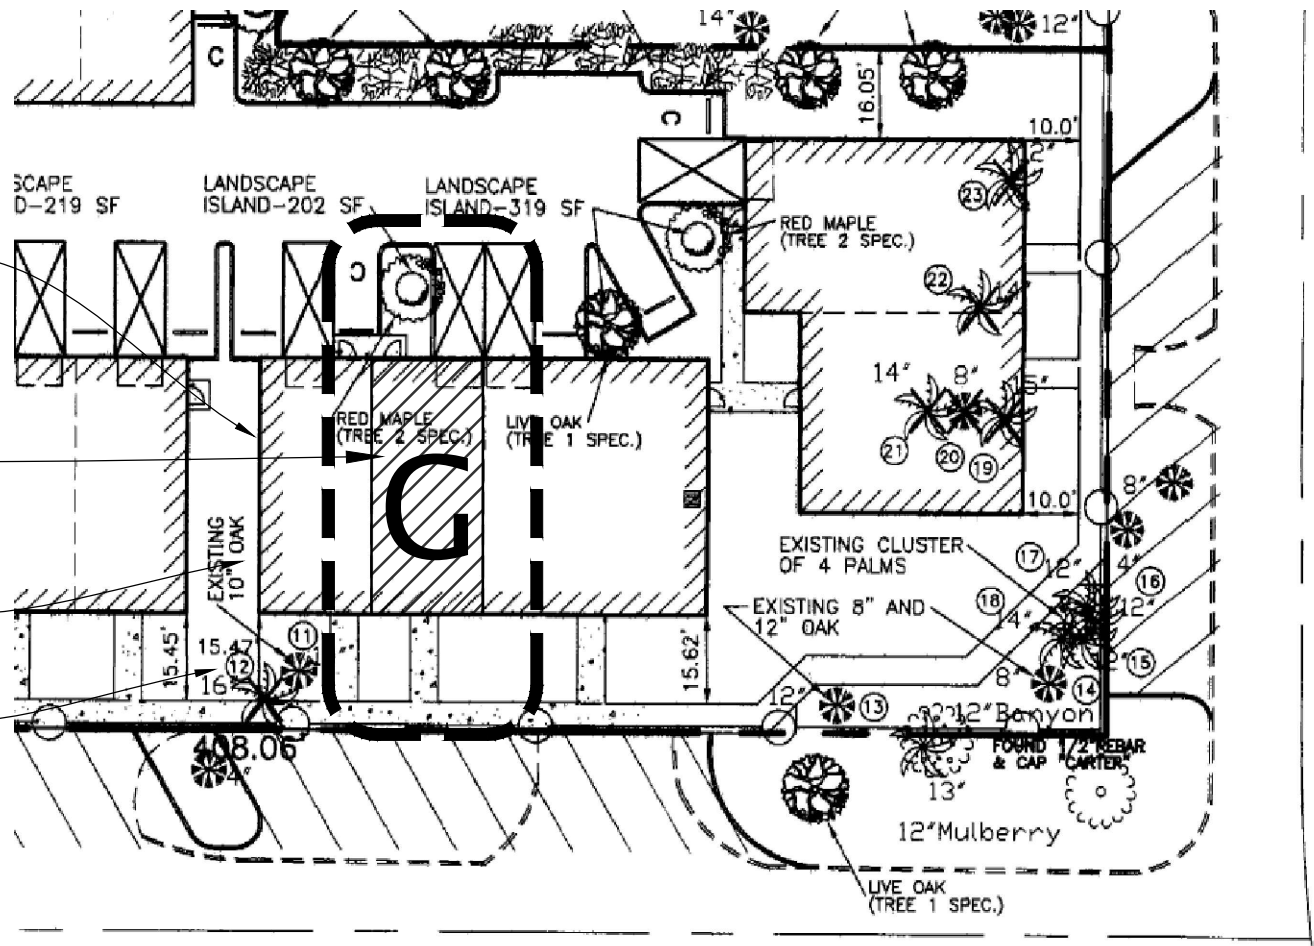 14"
12"
C
C
16.05'
10.0'
2"
23
SCAPE
D-219 SF
LANDSCAPE
ISLAND-202 SF
LANDSCAPE
ISLAND-319 SF
RED MAPLE
(TREE 2 SPEC.)
C
22
14"
8"
RED MAPLE
(TREE 2 SPEC.)
LIVE OAK
(TREE 1 SPEC.)
21
20
19
G
8"
10.0'
EXISTING
10" OAK
EXISTING CLUSTER
OF 4 PALMS
17
12"
4"
16
EXISTING 8" AND
12" OAK
18
14"
12"
11
15.45'
15.47
12
16"
15.62'
15
8"
14
12"
13
12"Banyon
408.06
4"
FOUND 1/2 REBAR
& CAP "CARTER"
13"
12"Mulberry
LIVE OAK
(TREE 1 SPEC.)